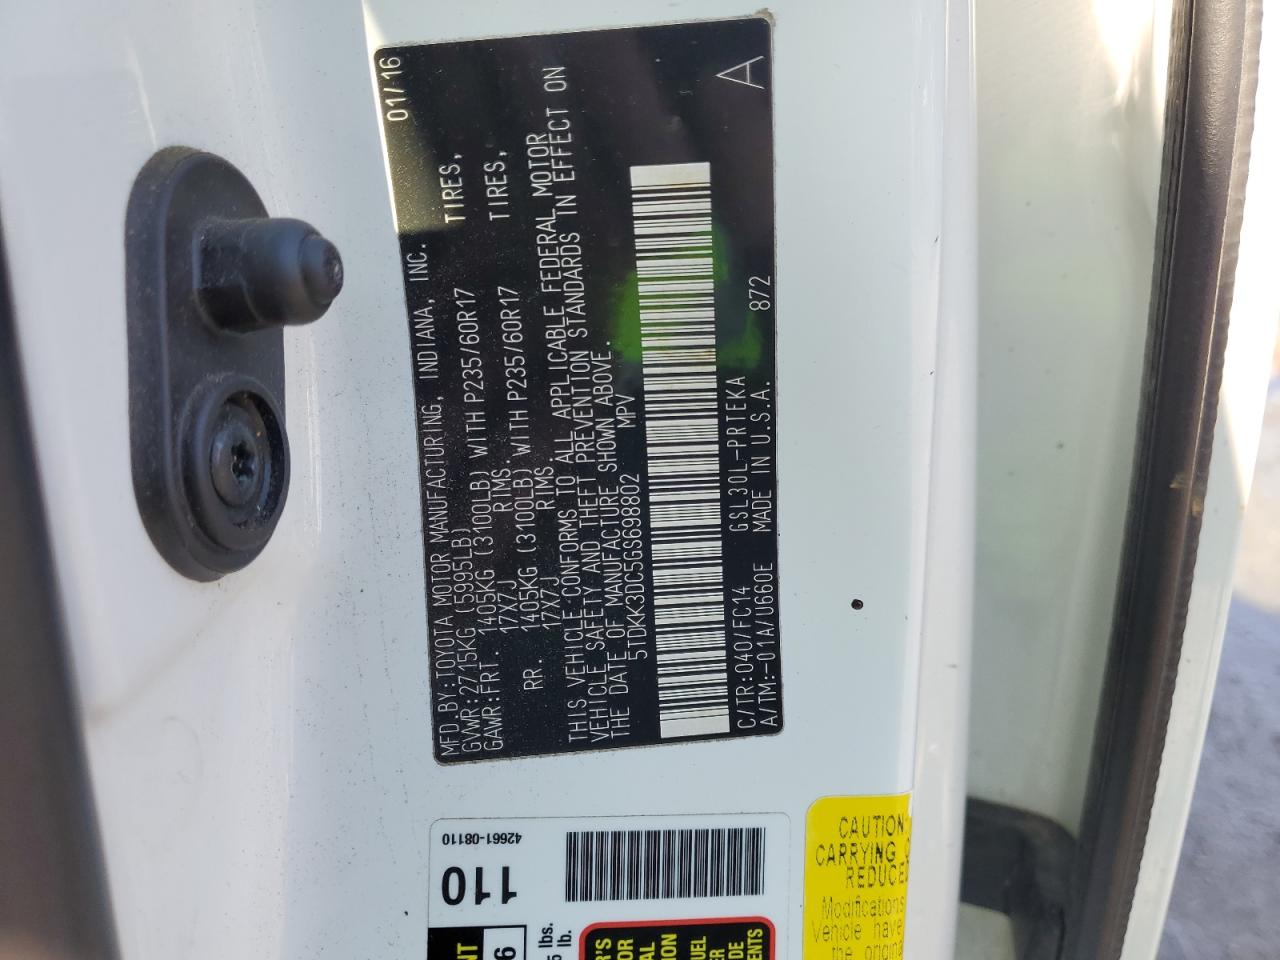 01/16
MFD.BY:TOYOTA MOTOR MANUFACTURING, INDIANA, INC.
GVWR:2715KG (5995LB)
GAWR:FRT. 1405KG (3100LB) WITH P235/60R17 TIRES,
17X7J RIMS.
RR. 1405KG (3100LB) WITH P235/60R17 TIRES,
17X7J RIMS.
THIS VEHICLE CONFORMS TO ALL APPLICABLE FEDERAL MOTOR
VEHICLE SAFETY AND THEFT PREVENTION STANDARDS IN EFFECT ON
THE DATE OF MANUFACTURE SHOWN ABOVE.
5TDKK3DC5GS698802 MPV
C/TR:040/FC14 GSL30L-PRTEKA 872
A/TM:-01A/U660E MADE IN U.S.A.
A
42661-08110
110
lbs.
lb.
CAUTION
CARRYING
REDUCED
Modifications
Vehicle have
the original